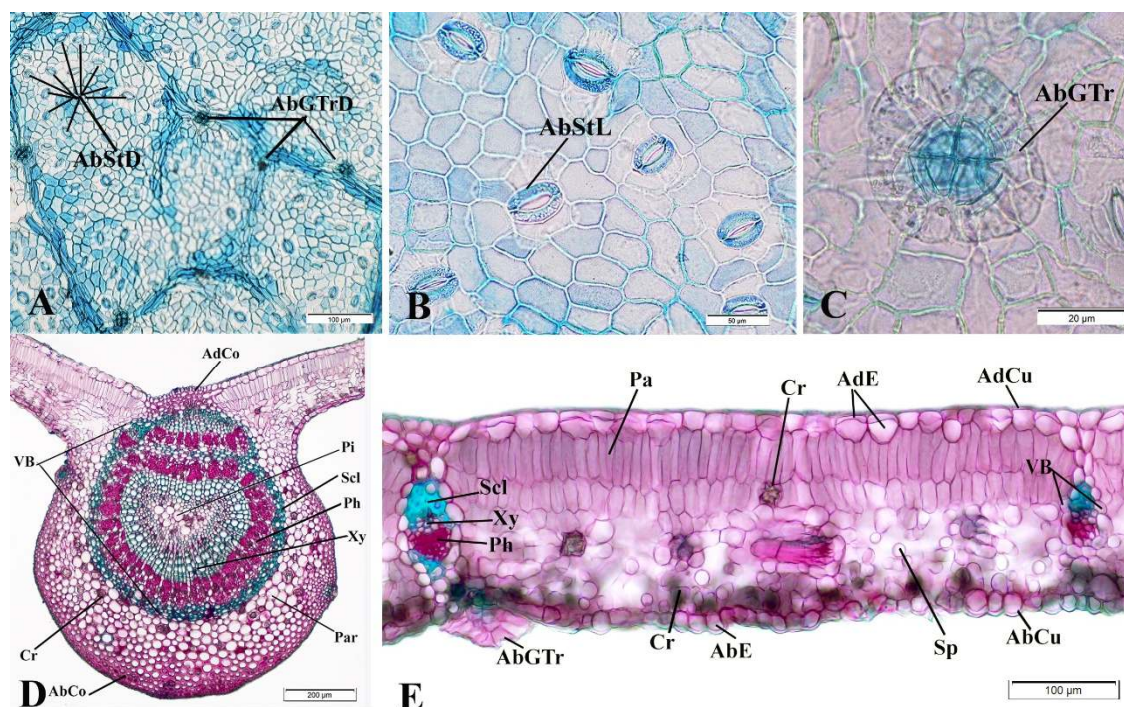 AbStD
AbGTrD
A
100 µm
AbStL
B
50 µm
AbGTr
C
20 µm
AdCo
VB
Pi
Scl
Ph
Xy
Cr
Par
AbCo
D
200 µm
Pa
Cr
AdE
AdCu
Scl
Xy
Ph
VB
AbGTr
Cr
AbE
Sp
AbCu
E
100 µm